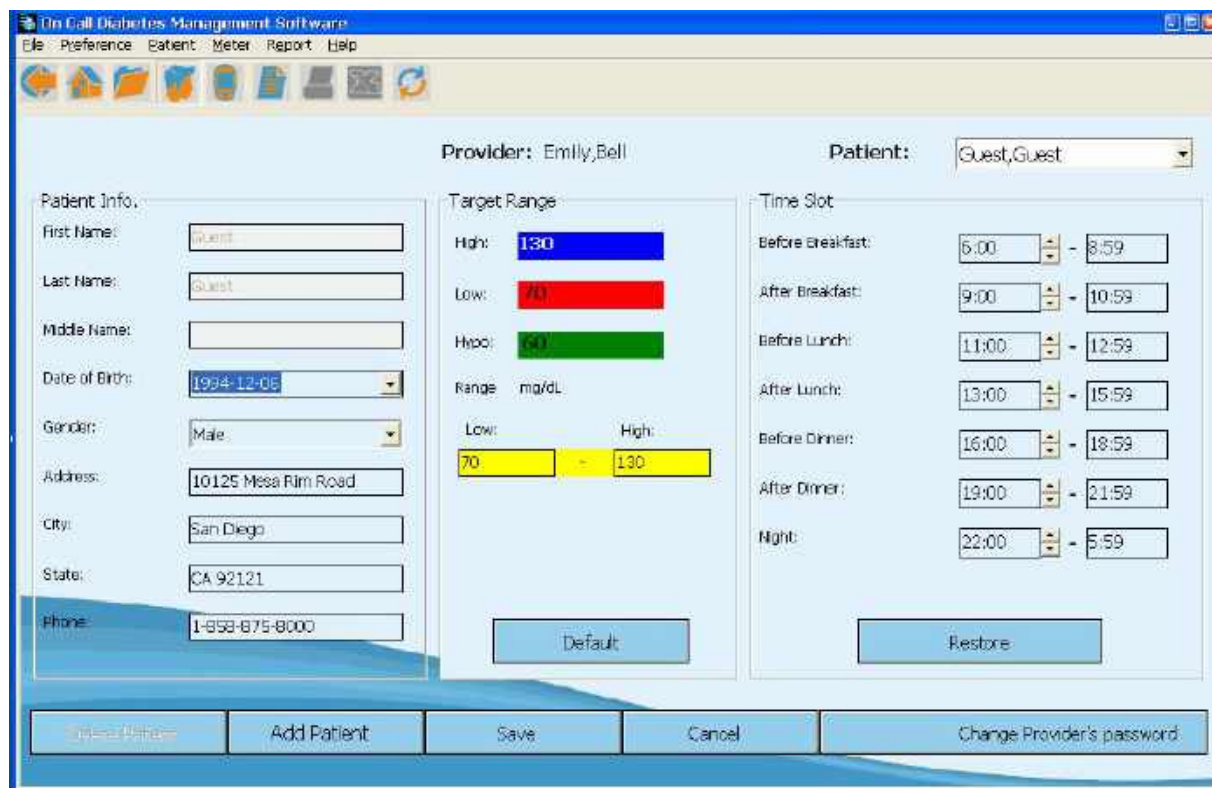 On Call Diabetes Management Software
File Preference Patient Meter Report Help
Provider: Emily,Bell
Patient: Guest,Guest
Patient Info.
First Name: Guest
Last Name: Guest
Middle Name:
Date of Birth: 1994-12-06
Gender: Male
Address: 10125 Mesa Rim Road
City: San Diego
State: CA 92121
Phone: 1-858-875-8000
Target Range
High: 130
Low: 70
Hypo: 60
Range mg/dL
Low: High:
70 - 130
Default
Time Slot
Before Breakfast: 6:00 - 8:59
After Breakfast: 9:00 - 10:59
Before Lunch: 11:00 - 12:59
After Lunch: 13:00 - 15:59
Before Dinner: 16:00 - 18:59
After Dinner: 19:00 - 21:59
Night: 22:00 - 5:59
Restore
Add Patient
Save
Cancel
Change Provider's password